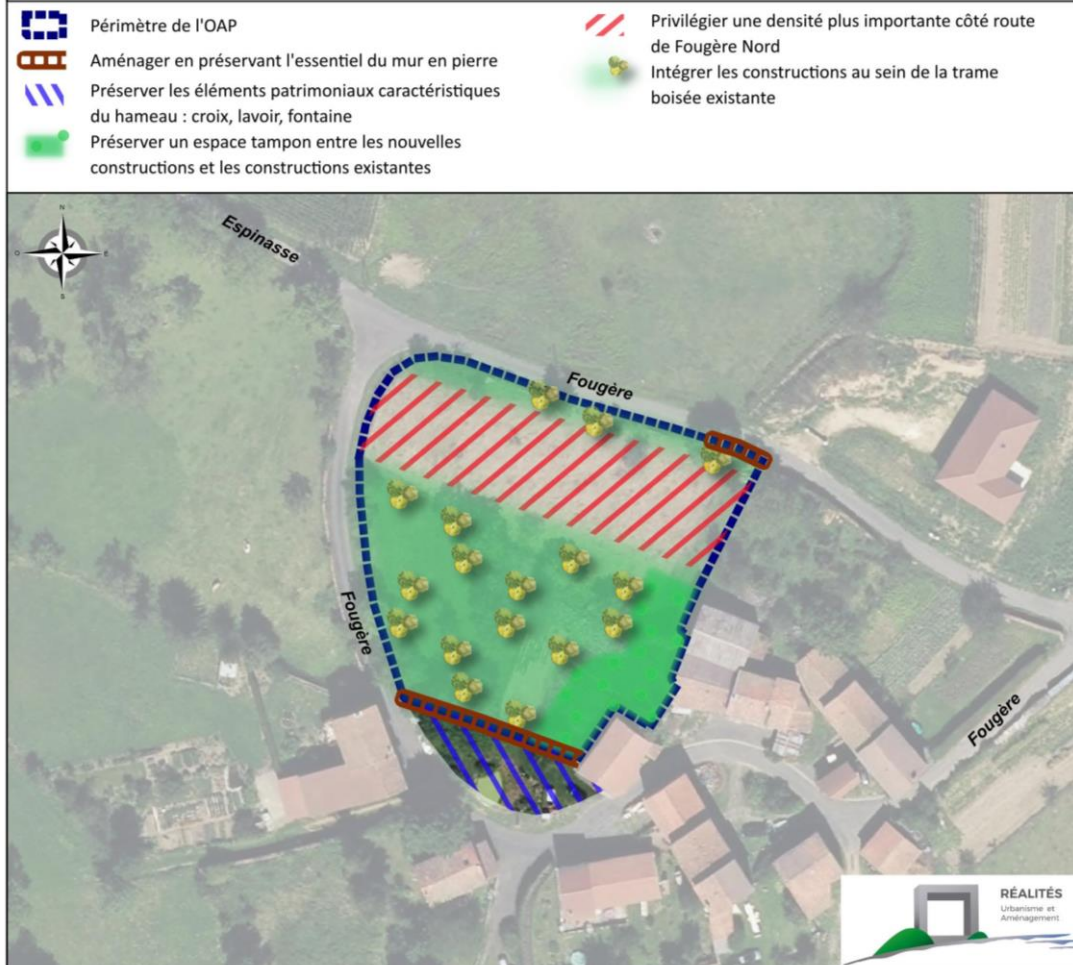 Périmètre de l'OAP
Aménager en préservant l'essentiel du mur en pierre
Préserver les éléments patrimoniaux caractéristiques
du hameau : croix, lavoir, fontaine
Préserver un espace tampon entre les nouvelles
constructions et les constructions existantes
Privilégier une densité plus importante côté route
de Fougère Nord
Intégrer les constructions au sein de la trame
boisée existante
N
O
E
S
Espinasse
Fougère
Fougère
Fougère
RÉALITÉS
Urbanisme et
Aménagement